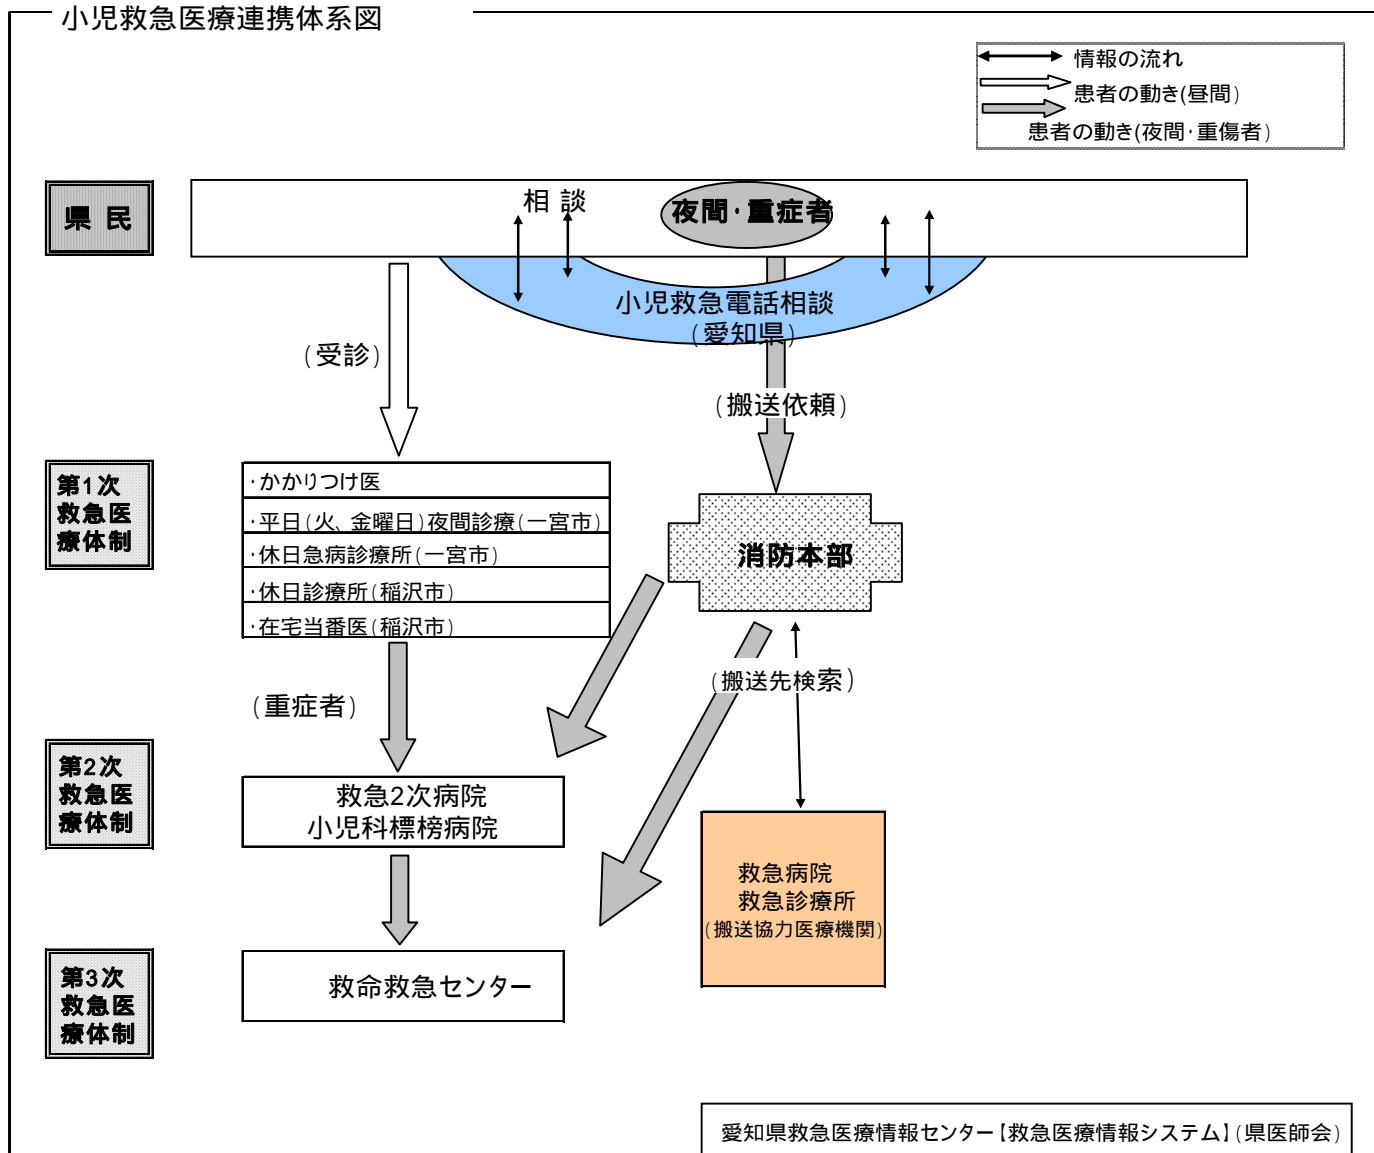 小児救急医療連携体系図
情報の流れ
患者の動き(昼間)
患者の動き(夜間・重傷者)
県 民
相 談
夜間・重症者
小児救急電話相談
(愛知県)
(受診)
(搬送依頼)
第1次
救急医
療体制
・かかりつけ医
・平日(火、金曜日)夜間診療(一宮市)
・休日急病診療所(一宮市)
・休日診療所(稲沢市)
・在宅当番医(稲沢市)
消防本部
(重症者)
(搬送先検索)
第2次
救急医
療体制
救急2次病院
小児科標榜病院
救急病院
救急診療所
(搬送協力医療機関)
第3次
救急医
療体制
救命救急センター
愛知県救急医療情報センター【救急医療情報システム】(県医師会)